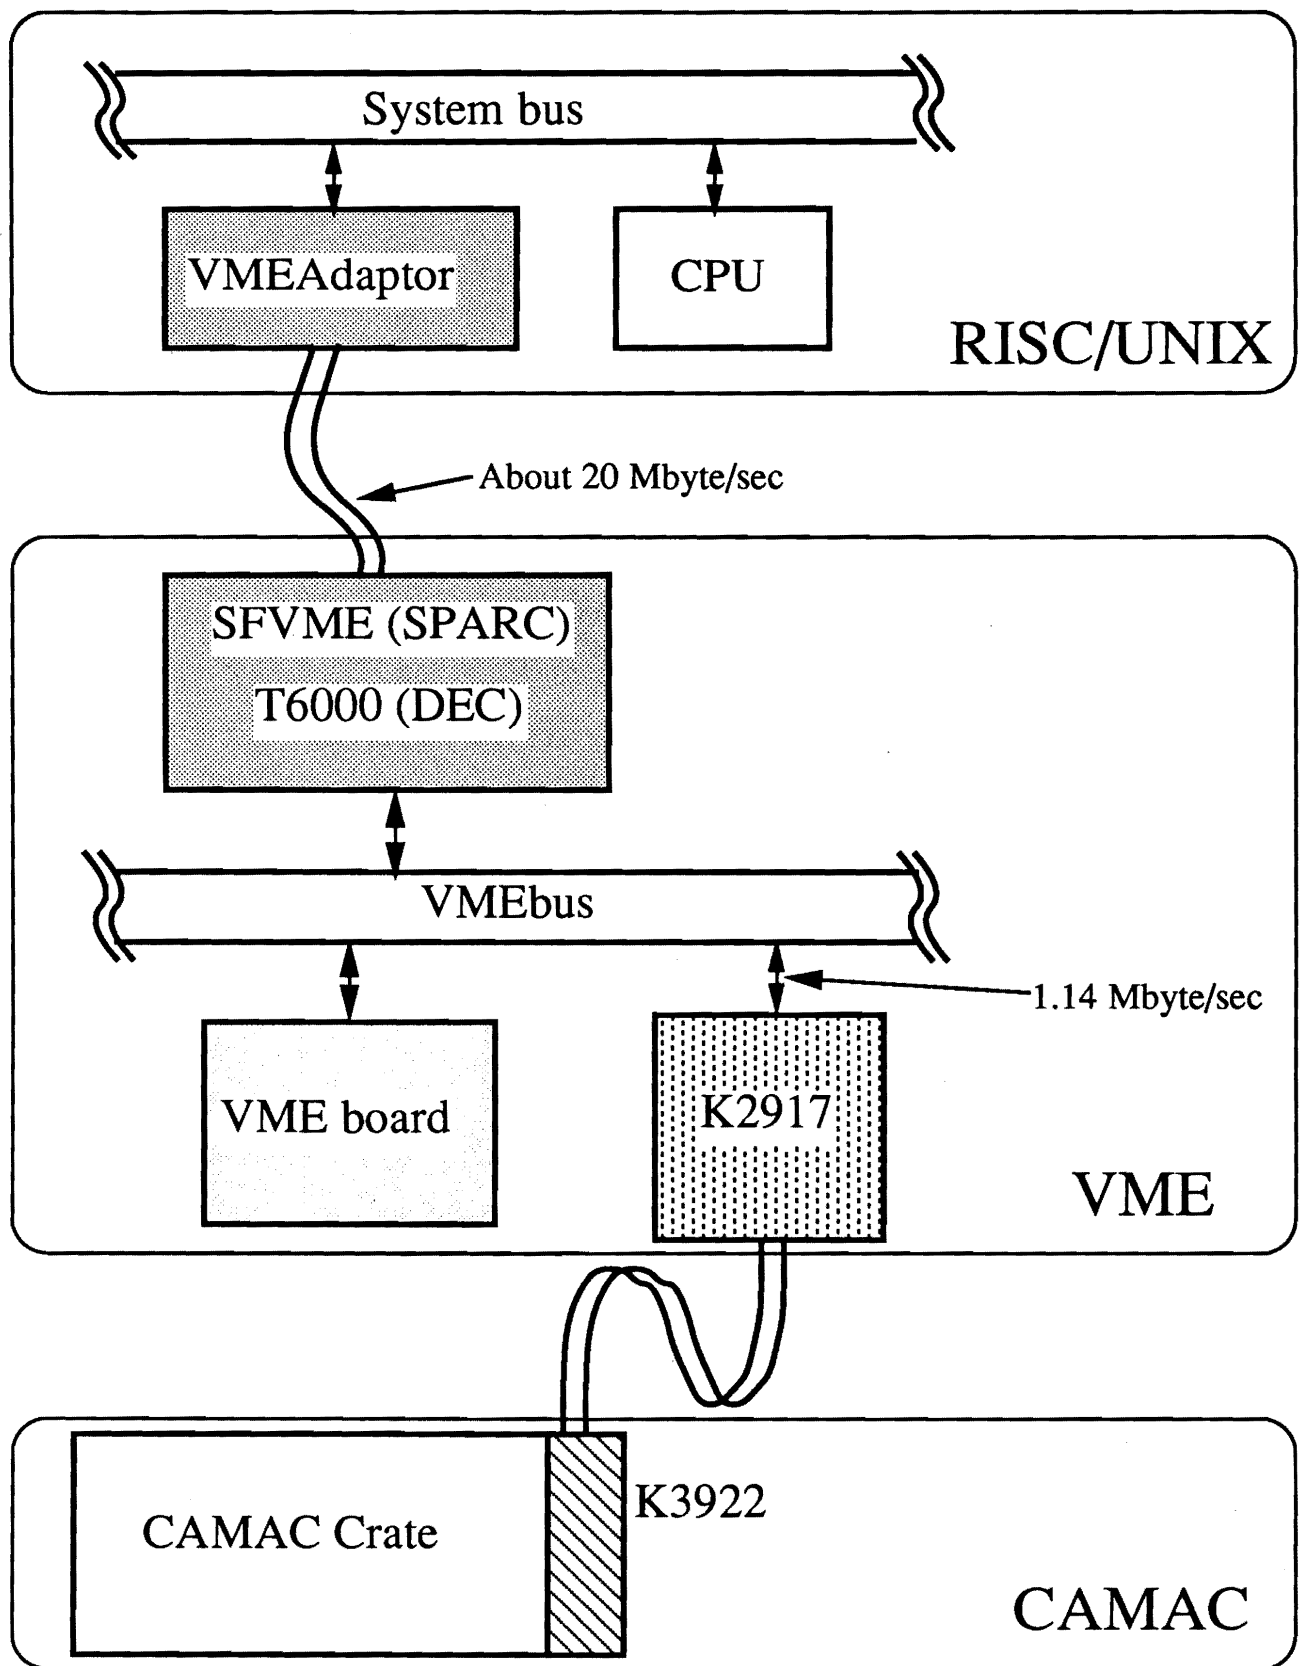 System bus
VMEAdaptor
CPU
RISC/UNIX
About 20 Mbyte/sec
SFVME (SPARC)
T6000 (DEC)
VMEbus
1.14 Mbyte/sec
VME board
K2917
VME
K3922
CAMAC Crate
CAMAC